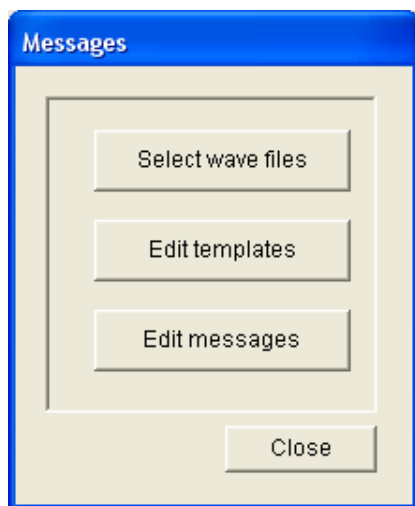 Messages
Select wave files
Edit templates
Edit messages
Close